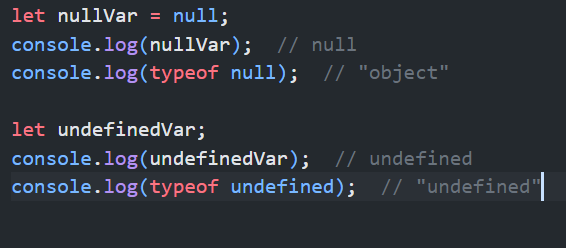 let nullVar = null;
console.log(nullVar);  // null
console.log(typeof null);  // "object"
let undefinedVar;
console.log(undefinedVar);  // undefined
console.log(typeof undefined);  // "undefined"